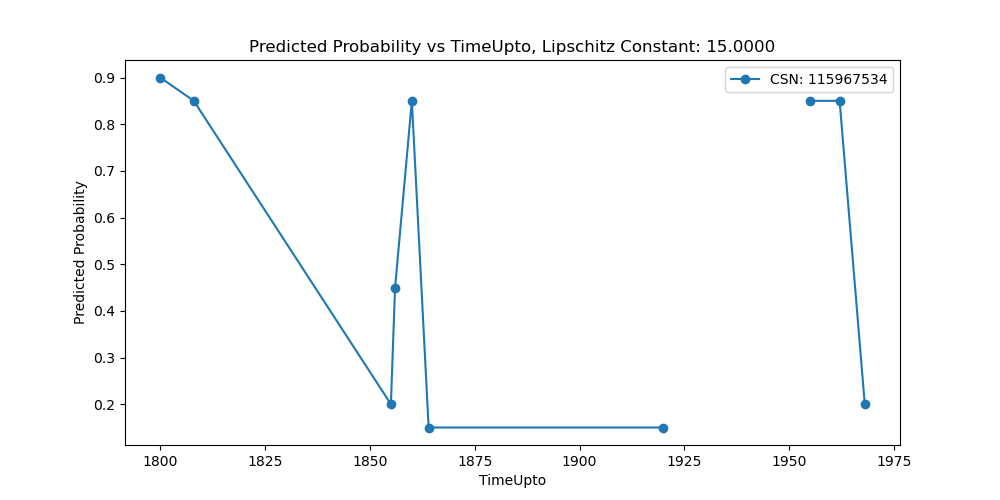 Predicted Probability vs TimeUpto, Lipschitz Constant: 15.0000
CSN: 115967534
Predicted Probability
0.9
0.8
0.7
0.6
0.5
0.4
0.3
0.2
1800 1825 1850 1875 1900 1925 1950 1975
TimeUpto